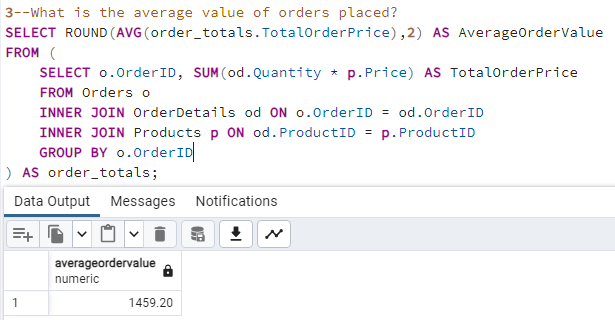 3--What is the average value of orders placed?
SELECT ROUND(AVG(order_totals.TotalOrderPrice),2) AS AverageOrderValue
FROM (
    SELECT o.OrderID, SUM(od.Quantity * p.Price) AS TotalOrderPrice
    FROM Orders o
    INNER JOIN OrderDetails od ON o.OrderID = od.OrderID
    INNER JOIN Products p ON od.ProductID = p.ProductID
    GROUP BY o.OrderID
) AS order_totals;
Data Output Messages Notifications
averageordervalue
numeric
1 1459.20